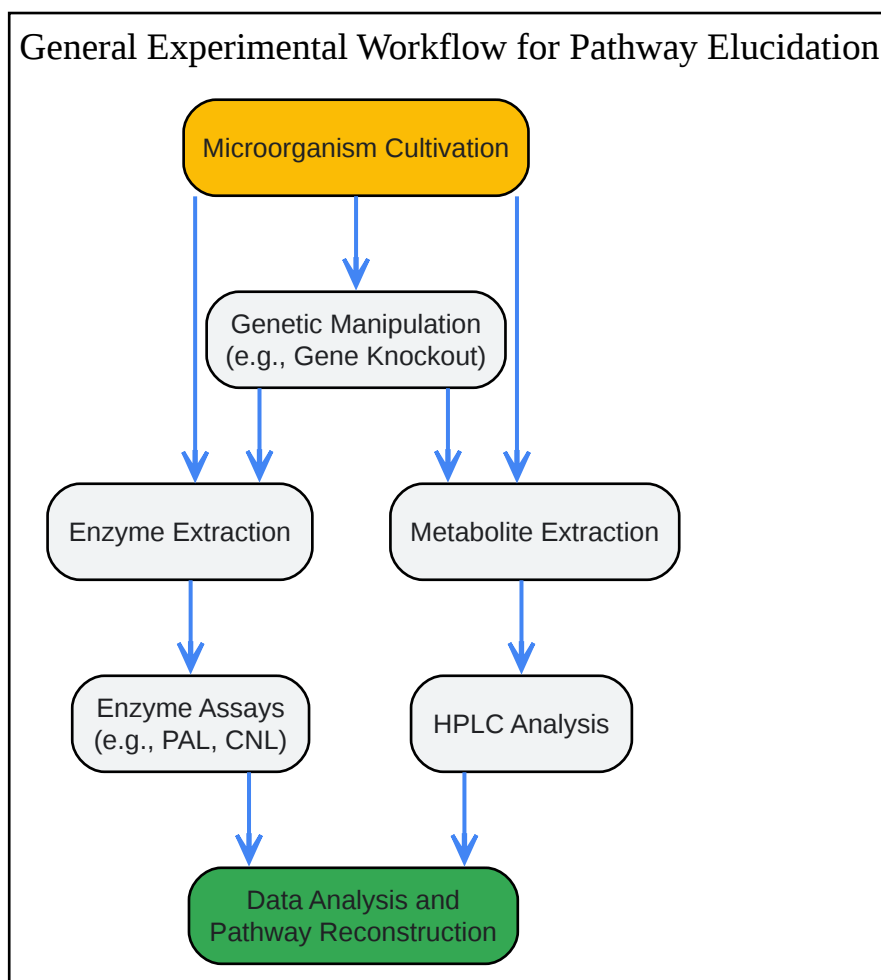 General Experimental Workflow for Pathway Elucidation
Microorganism Cultivation
Genetic Manipulation
(e.g., Gene Knockout)
Enzyme Extraction
Metabolite Extraction
Enzyme Assays
(e.g., PAL, CNL)
HPLC Analysis
Data Analysis and
Pathway Reconstruction